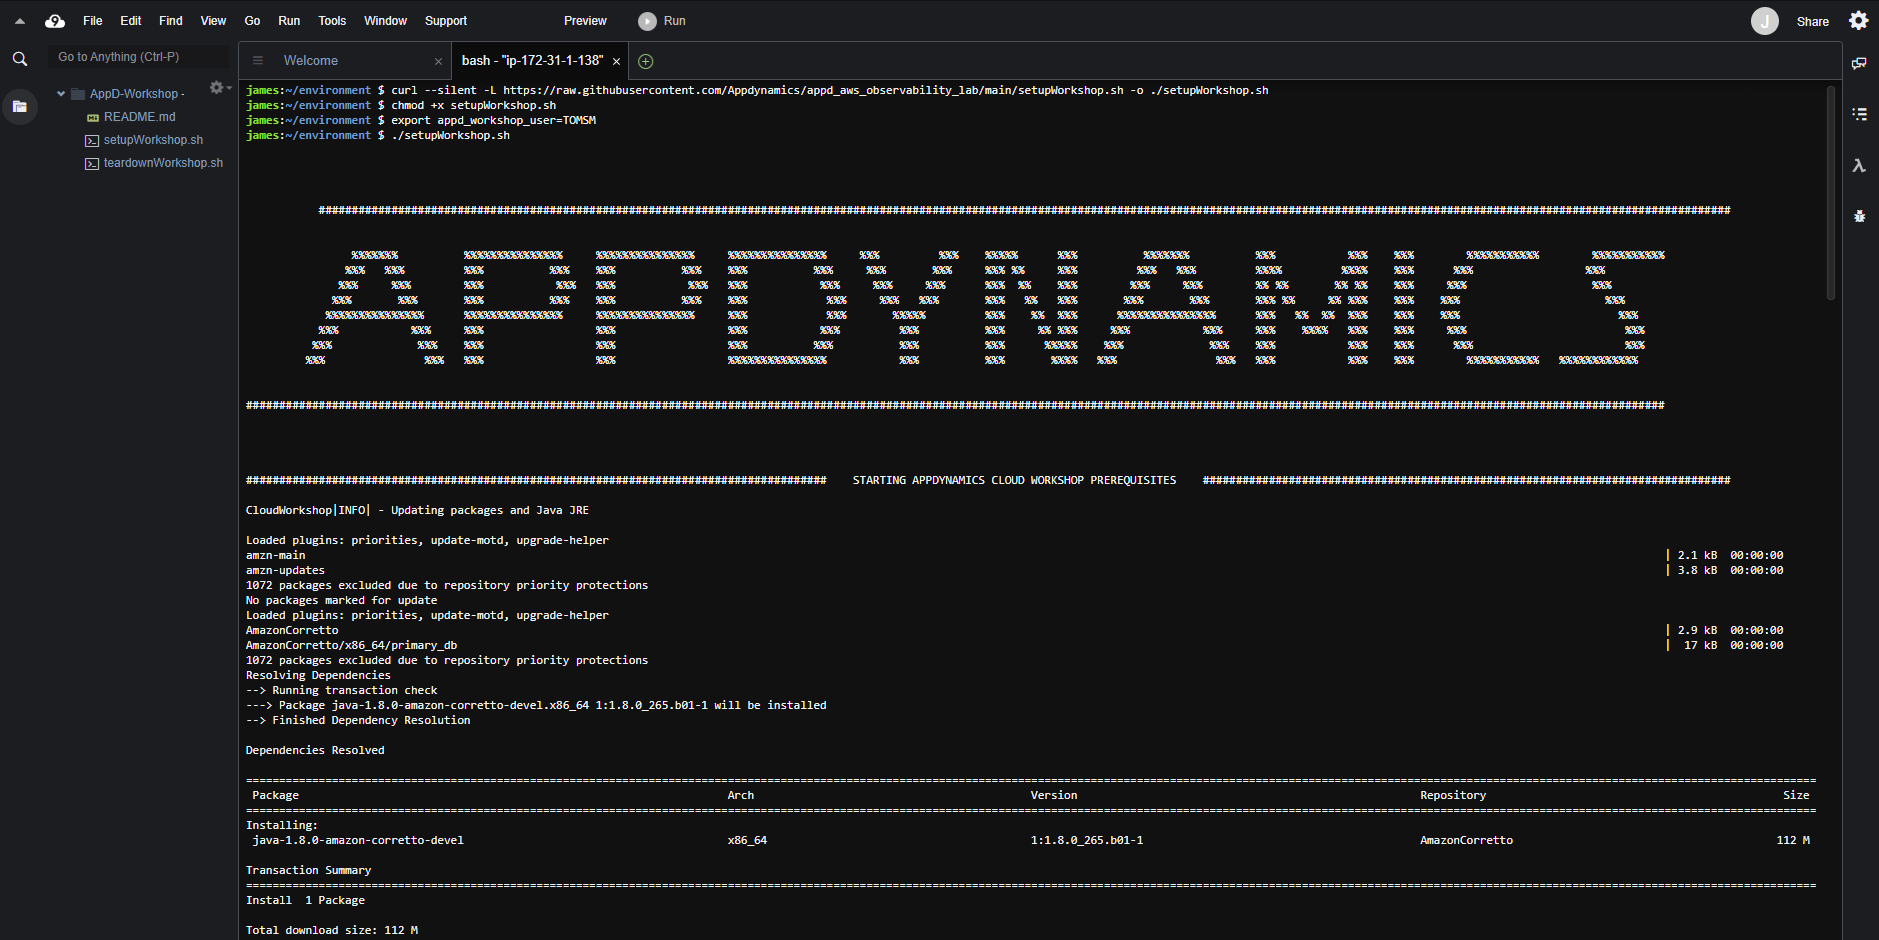 File Edit Find View Go Run Tools Window Support Preview Run J Share
Go to Anything (Ctrl-P)
Welcome
bash - "ip-172-31-1-138"
AppD-Workshop -
README.md
setupWorkshop.sh
teardownWorkshop.sh
james:~/environment $ curl --silent -L https://raw.githubusercontent.com/Appdynamics/appd_aws_observability_lab/main/setupWorkshop.sh -o ./setupWorkshop.sh
james:~/environment $ chmod +x setupWorkshop.sh
james:~/environment $ export appd_workshop_user=TOMSM
james:~/environment $ ./setupWorkshop.sh
APPDYNAMICS
STARTING APPDYNAMICS CLOUD WORKSHOP PREREQUISITES
CloudWorkshop|INFO| - Updating packages and Java JRE
Loaded plugins: priorities, update-motd, upgrade-helper
amzn-main | 2.1 kB 00:00:00
amzn-updates | 3.8 kB 00:00:00
1072 packages excluded due to repository priority protections
No packages marked for update
Loaded plugins: priorities, update-motd, upgrade-helper
AmazonCorretto | 2.9 kB 00:00:00
AmazonCorretto/x86_64/primary_db | 17 kB 00:00:00
1072 packages excluded due to repository priority protections
Resolving Dependencies
--> Running transaction check
---> Package java-1.8.0-amazon-corretto-devel.x86_64 1:1.8.0_265.b01-1 will be installed
--> Finished Dependency Resolution
Dependencies Resolved
Package Arch Version Repository Size
Installing:
java-1.8.0-amazon-corretto-devel x86_64 1:1.8.0_265.b01-1 AmazonCorretto 112 M
Transaction Summary
Install 1 Package
Total download size: 112 M